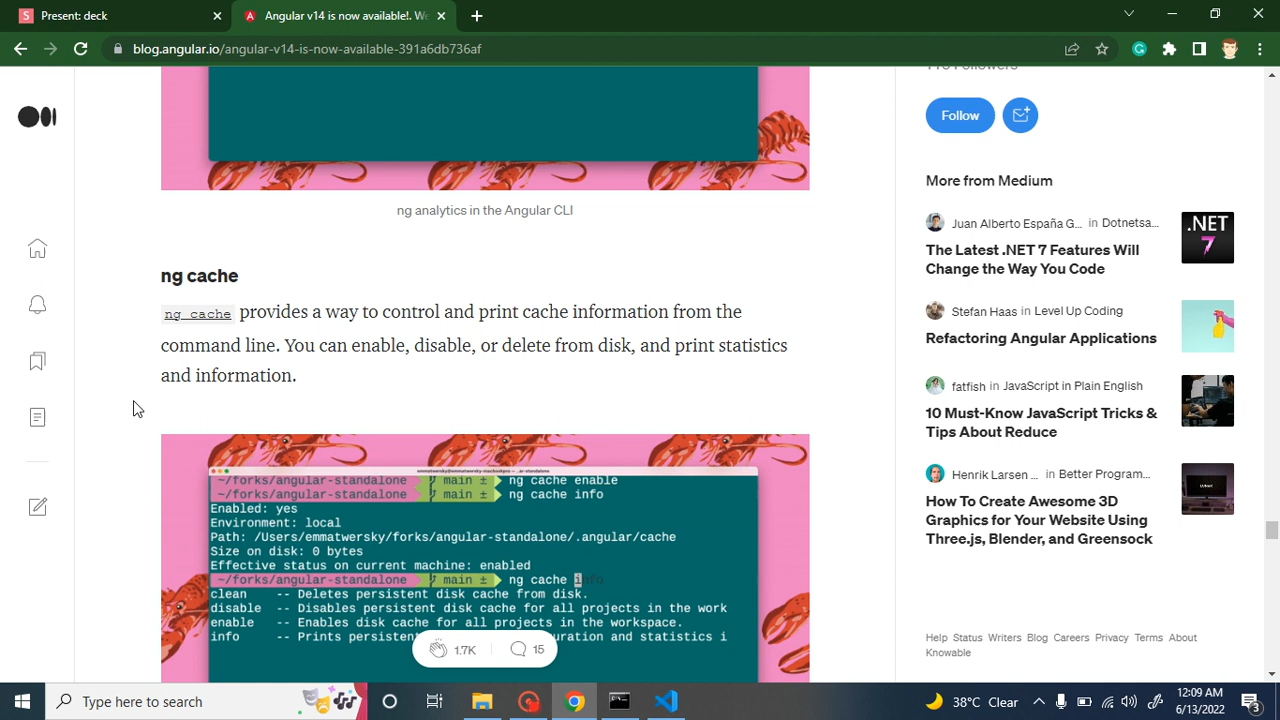 Present: deck
Angular v14 is now available!. We
blog.angular.io/angular-v14-is-now-available-391a6db736af
Follow
ng analytics in the Angular CLI
More from Medium
Juan Alberto España G... in Dotnetsa...
The Latest .NET 7 Features Will
Change the Way You Code
.NET
7
ng cache
ng cache provides a way to control and print cache information from the
command line. You can enable, disable, or delete from disk, and print statistics
and information.
Stefan Haas in Level Up Coding
Refactoring Angular Applications
fatfish in JavaScript in Plain English
10 Must-Know JavaScript Tricks &
Tips About Reduce
Henrik Larsen ... in Better Program...
How To Create Awesome 3D
Graphics for Your Website Using
Three.js, Blender, and Greensock
~/forks/angular-standalone main ± ng cache enable
~/forks/angular-standalone main ± ng cache info
Enabled: yes
Environment: local
Path: /Users/emmatwersky/forks/angular-standalone/.angular/cache
Size on disk: 0 bytes
Effective status on current machine: enabled
~/forks/angular-standalone main ± ng cache info
clean -- Deletes persistent disk cache from disk.
disable -- Disables persistent disk cache for all projects in the work
enable -- Enables disk cache for all projects in the workspace.
info -- Prints persistent uration and statistics i
1.7K 15
Help Status Writers Blog Careers Privacy Terms About
Knowable
Type here to search
38°C Clear
12:09 AM
6/13/2022
3